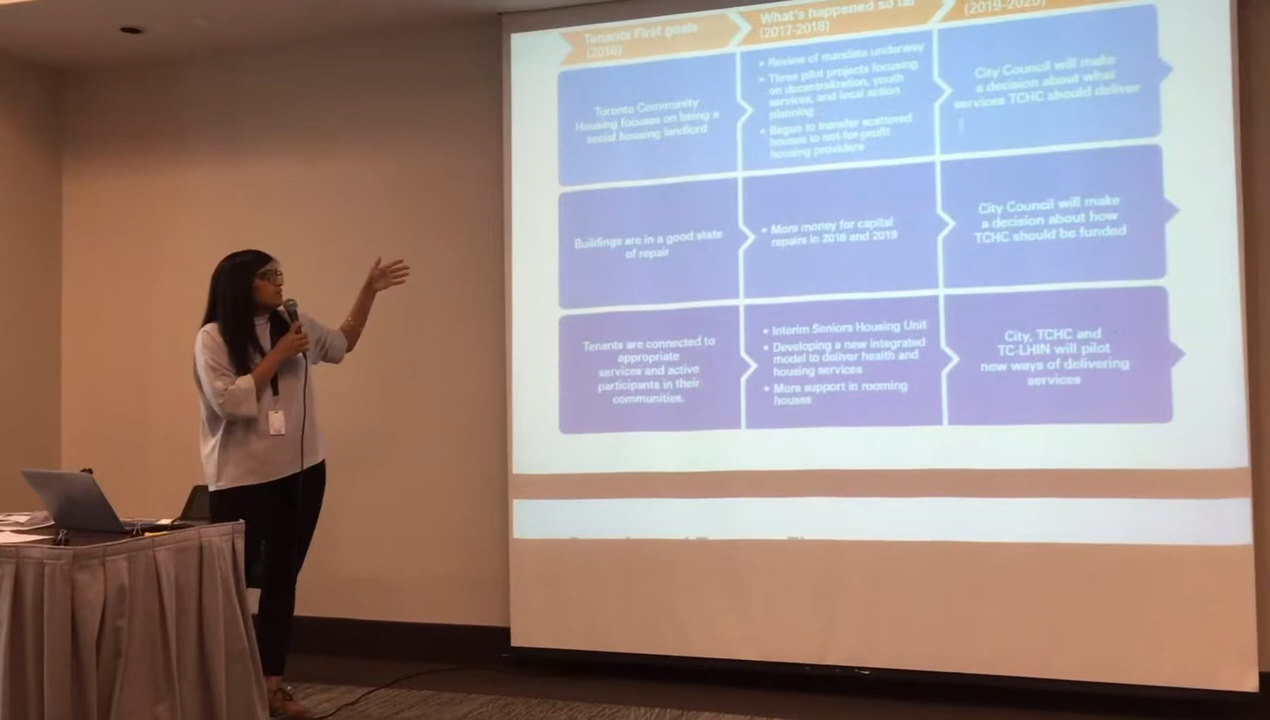 Tenants First goals
(2016)
What's happened so far
(2017-2018)
(2019-2020)
Toronto Community
Housing focuses on being a
social housing landlord
• Review of mandate underway
• Three pilot projects focusing
on decentralization, youth
services, and local action
planning
• Begun to transfer scattered
houses to not-for-profit
housing providers
City Council will make
a decision about what
services TCHC should deliver
Buildings are in a good state
of repair
• More money for capital
repairs in 2018 and 2019
City Council will make
a decision about how
TCHC should be funded
Tenants are connected to
appropriate
services and active
participants in their
communities.
• Interim Seniors Housing Unit
• Developing a new integrated
model to deliver health and
housing services
• More support in rooming
houses
City, TCHC and
TC-LHIN will pilot
new ways of delivering
services